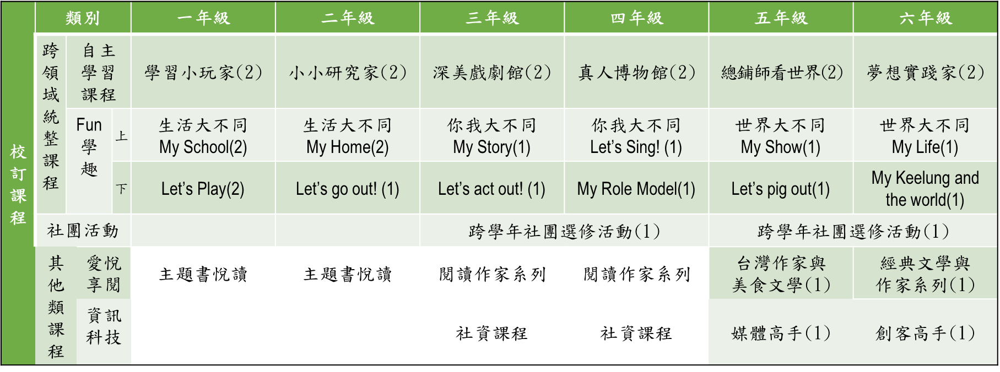 校訂課程
類別 一年級 二年級 三年級 四年級 五年級 六年級
跨領域統整課程
自主
學習
課程
學習小玩家(2) 小小研究家(2) 深美戲劇館(2) 真人博物館(2) 總鋪師看世界(2) 夢想實踐家(2)
Fun
學
趣
上
生活大不同
My School(2)
生活大不同
My Home(2)
你我大不同
My Story(1)
你我大不同
Let's Sing! (1)
世界大不同
My Show(1)
世界大不同
My Life(1)
下
Let's Play(2)
Let's go out! (1)
Let's act out! (1)
My Role Model(1)
Let's pig out(1)
My Keelung and
the world(1)
社團活動 跨學年社團選修活動(1) 跨學年社團選修活動(1)
其他類課程
愛悅
享閱
主題書悅讀 主題書悅讀 閱讀作家系列 閱讀作家系列
台灣作家與
美食文學(1)
經典文學與
作家系列(1)
資訊
科技
社資課程 社資課程 媒體高手(1) 創客高手(1)